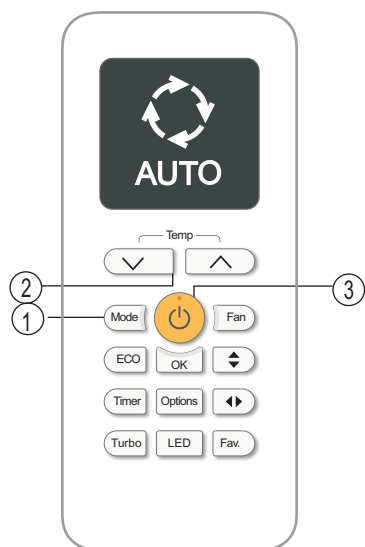 AUTO
Temp
2
3
1
Mode
Fan
ECO
OK
Timer
Options
Turbo
LED
Fav.